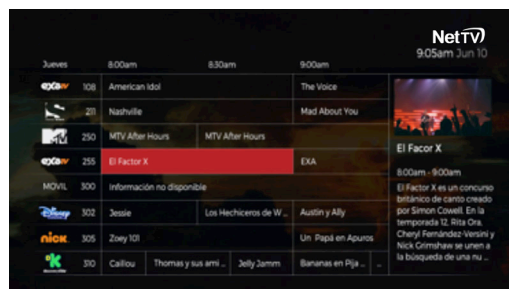 NetTV
9:05am Jun 10
Jueves 8:00am 8:30am 9:00am
exatv 108 American Idol The Voice
211 Nashville Mad About You
MTV 250 MTV After Hours MTV After Hours
exatv 255 El Factor X EXA
MOVIL 300 Información no disponible
Disney 302 Jessie Los Hechiceros de W ... Austin y Ally
nick 305 Zoey 101 Un Papá en Apuros
K 310 Caillou Thomas y sus ami ... Jelly Jamm Bananas en Pija ... ...
El Facor X
8:00am - 9:00am
El Factor X es un concurso
británico de canto creado
por Simon Cowell. En la
temporada 12, Rita Ora,
Cheryl Fernández-Versini y
Nick Grimshaw se unen a
la búsqueda de una nu ...